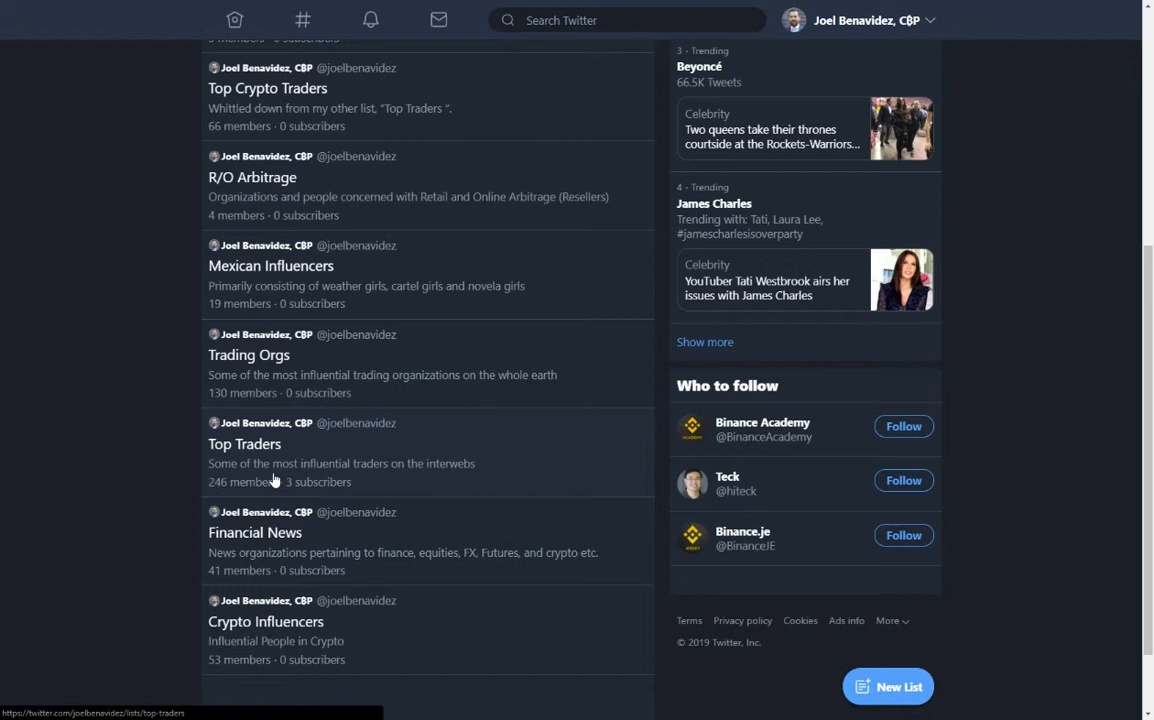 Search Twitter
Joel Benavidez, C₿P
Joel Benavidez, C₿P @joelbenavidez
Top Crypto Traders
Whittled down from my other list, “Top Traders “.
66 members · 0 subscribers
Joel Benavidez, C₿P @joelbenavidez
R/O Arbitrage
Organizations and people concerned with Retail and Online Arbitrage (Resellers)
4 members · 0 subscribers
Joel Benavidez, C₿P @joelbenavidez
Mexican Influencers
Primarily consisting of weather girls, cartel girls and novela girls
19 members · 0 subscribers
Joel Benavidez, C₿P @joelbenavidez
Trading Orgs
Some of the most influential trading organizations on the whole earth
130 members · 0 subscribers
Joel Benavidez, C₿P @joelbenavidez
Top Traders
Some of the most influential traders on the interwebs
246 members · 3 subscribers
Joel Benavidez, C₿P @joelbenavidez
Financial News
News organizations pertaining to finance, equities, FX, Futures, and crypto etc.
41 members · 0 subscribers
Joel Benavidez, C₿P @joelbenavidez
Crypto Influencers
Influential People in Crypto
53 members · 0 subscribers
3 · Trending
Beyoncé
66.5K Tweets
Celebrity
Two queens take their thrones
courtside at the Rockets-Warriors...
4 · Trending
James Charles
Trending with: Tati, Laura Lee,
#jamescharlesisoverparty
Celebrity
YouTuber Tati Westbrook airs her
issues with James Charles
Show more
Who to follow
Binance Academy
@BinanceAcademy
Follow
Teck
@hiteck
Follow
Binance.je
@BinanceJE
Follow
Terms Privacy policy Cookies Ads info More
© 2019 Twitter, Inc.
New List
https://twitter.com/joelbenavidez/lists/top-traders